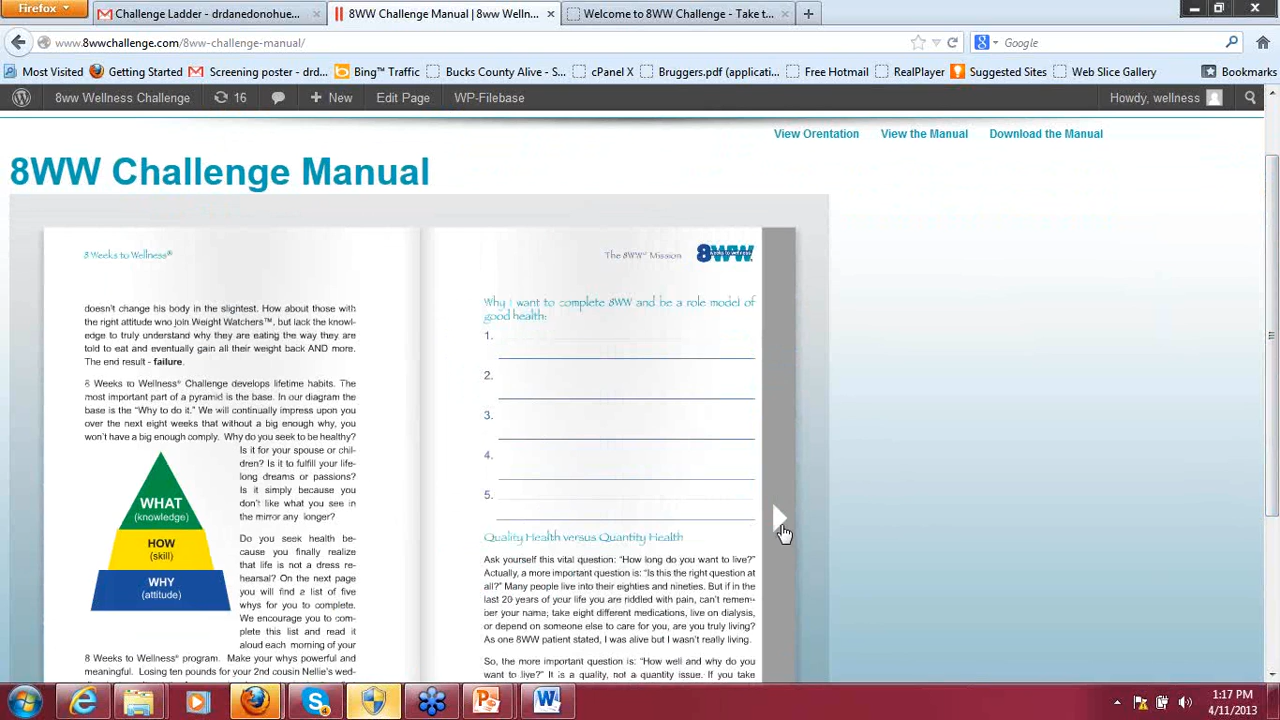 Firefox
Challenge Ladder - drdanedonohue...
8WW Challenge Manual | 8ww Welln...
Welcome to 8WW Challenge - Take t...
www.8wwchallenge.com/8ww-challenge-manual/
Google
Most Visited
Getting Started
Screening poster - drd...
Bing™ Traffic
Bucks County Alive - S...
cPanel X
Bruggers.pdf (applicati...
Free Hotmail
RealPlayer
Suggested Sites
Web Slice Gallery
Bookmarks
8ww Wellness Challenge
16
New
Edit Page
WP-Filebase
Howdy, wellness
View Orentation
View the Manual
Download the Manual
8WW Challenge Manual
8 Weeks to Wellness®
doesn't change his body in the slightest. How about those with
the right attitude who join Weight Watchers™, but lack the knowl-
edge to truly understand why they are eating the way they are
told to eat and eventually gain all their weight back AND more.
The end result - failure.
8 Weeks to Wellness® Challenge develops lifetime habits. The
most important part of a pyramid is the base. In our diagram the
base is the “Why to do it.” We will continually impress upon you
over the next eight weeks that without a big enough why, you
won't have a big enough comply. Why do you seek to be healthy?
Is it for your spouse or chil-
dren? Is it to fulfill your life-
long dreams or passions?
Is it simply because you
don't like what you see in
the mirror any longer?
WHAT
(knowledge)
HOW
(skill)
WHY
(attitude)
Do you seek health be-
cause you finally realize
that life is not a dress re-
hearsal? On the next page
you will find a list of five
whys for you to complete.
We encourage you to com-
plete this list and read it
aloud each morning of your
8 Weeks to Wellness® program. Make your whys powerful and
meaningful. Losing ten pounds for your 2nd cousin Nellie's wed-
The 8WW® Mission
8WW
Why I want to complete 8WW and be a role model of
good health:
1.
2.
3.
4.
5.
Quality Health versus Quantity Health
Ask yourself this vital question: “How long do you want to live?”
Actually, a more important question is: “Is this the right question at
all?” Many people live into their eighties and nineties. But if in the
last 20 years of your life you are riddled with pain, can't remem-
ber your name; take eight different medications, live on dialysis,
or depend on someone else to care for you, are you truly living?
As one 8WW patient stated, I was alive but I wasn't really living.
So, the more important question is: “How well and why do you
want to live?” It is a quality, not a quantity issue. If you take
1:17 PM
4/11/2013